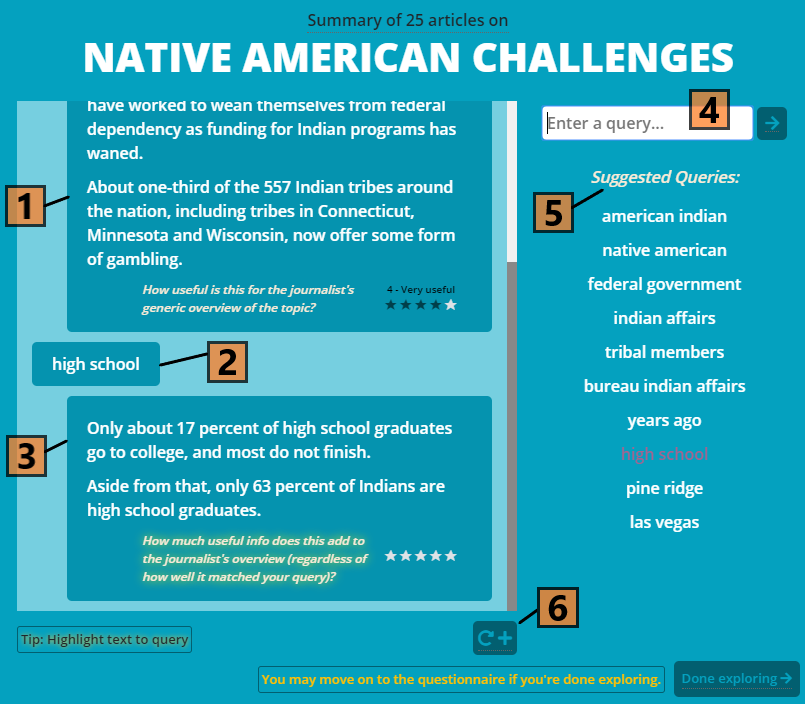 Summary of 25 articles on
NATIVE AMERICAN CHALLENGES
have worked to wean themselves from federal
dependency as funding for Indian programs has
waned.
About one-third of the 557 Indian tribes around
the nation, including tribes in Connecticut,
Minnesota and Wisconsin, now offer some form
of gambling.
How useful is this for the journalist's
generic overview of the topic?
4 - Very useful
1
high school
2
3
Only about 17 percent of high school graduates
go to college, and most do not finish.
Aside from that, only 63 percent of Indians are
high school graduates.
How much useful info does this add to
the journalist's overview (regardless of
how well it matched your query)?
Enter a query...
4
Suggested Queries:
5
american indian
native american
federal government
indian affairs
tribal members
bureau indian affairs
years ago
high school
pine ridge
las vegas
6
Tip: Highlight text to query
You may move on to the questionnaire if you're done exploring.
Done exploring